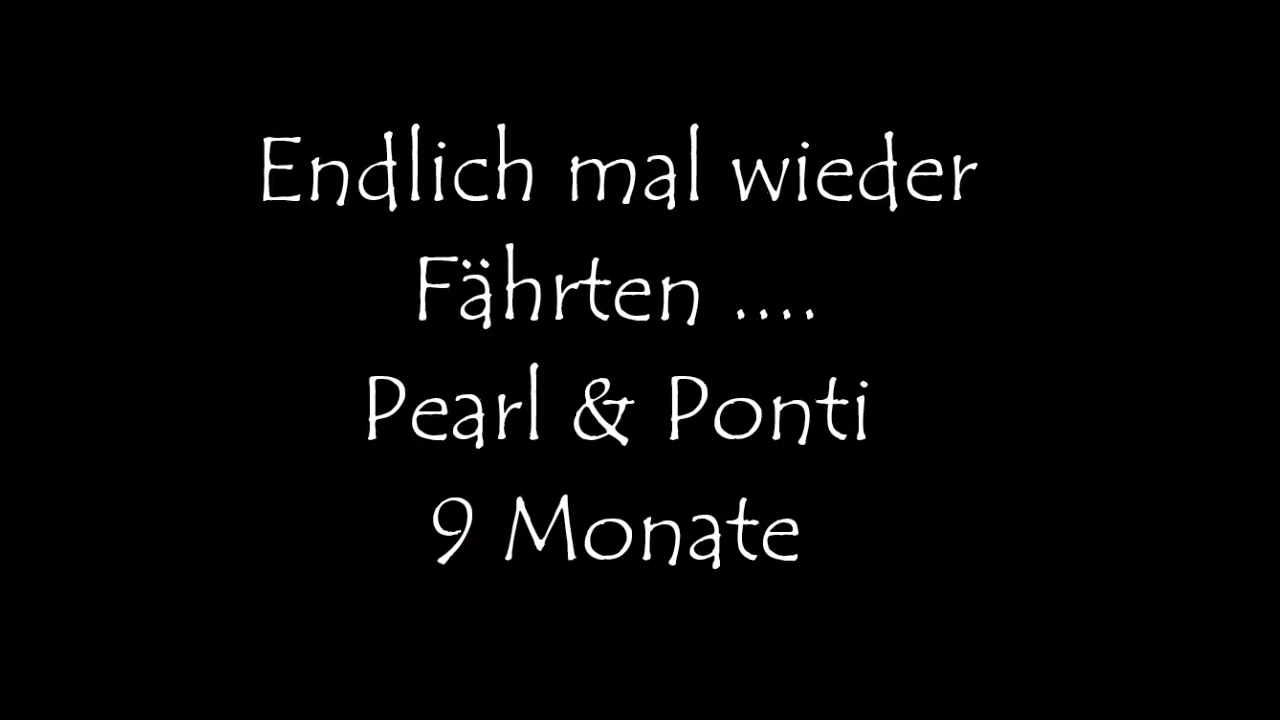 Endlich mal wieder
Fährten ....
Pearl & Ponti
9 Monate